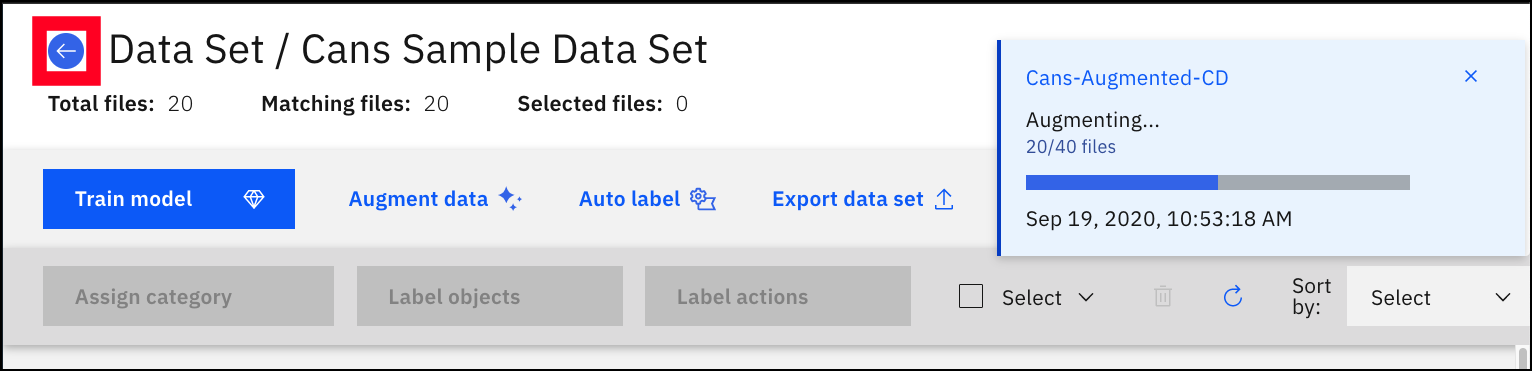 Data Set / Cans Sample Data Set
Total files: 20 Matching files: 20 Selected files: 0
Cans-Augmented-CD
Augmenting...
20/40 files
Sep 19, 2020, 10:53:18 AM
Train model Augment data Auto label Export data set
Assign category Label objects Label actions Select Sort by: Select